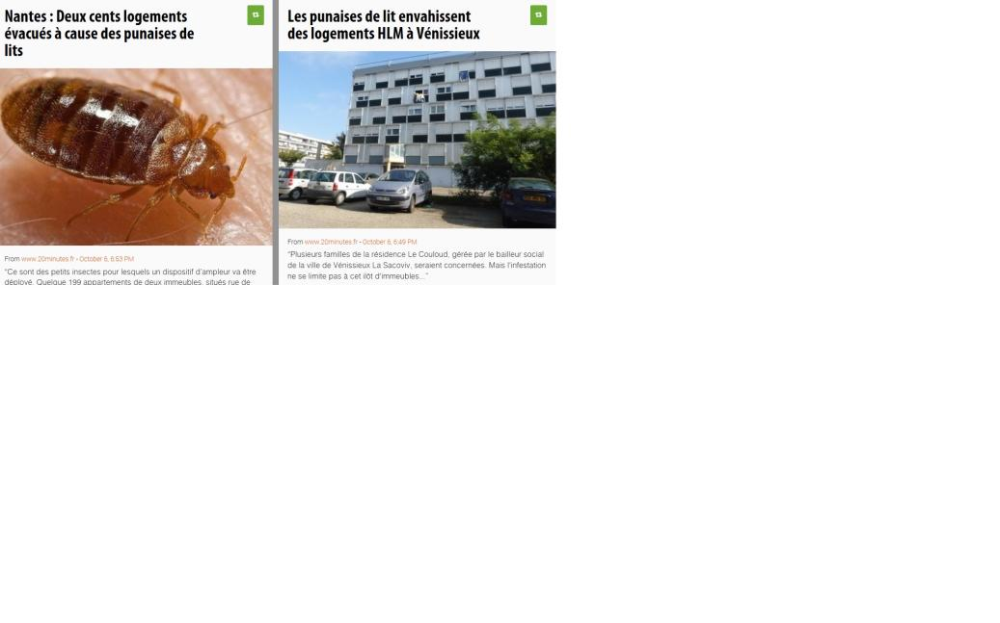 Nantes : Deux cents logements
évacués à cause des punaises de
lits
From www.20minutes.fr - October 6, 6:53 PM
"Ce sont des petits insectes pour lesquels un dispositif d'ampleur va être
déployé. Quelque 199 appartements de deux immeubles, situés rue de
Les punaises de lit envahissent
des logements HLM à Vénissieux
From www.20minutes.fr - October 6, 6:49 PM
"Plusieurs familles de la résidence Le Couloud, gérée par le bailleur social
de la ville de Vénissieux La Sacoviv, seraient concernées. Mais l'infestation
ne se limite pas à cet ilôt d'immeubles..."